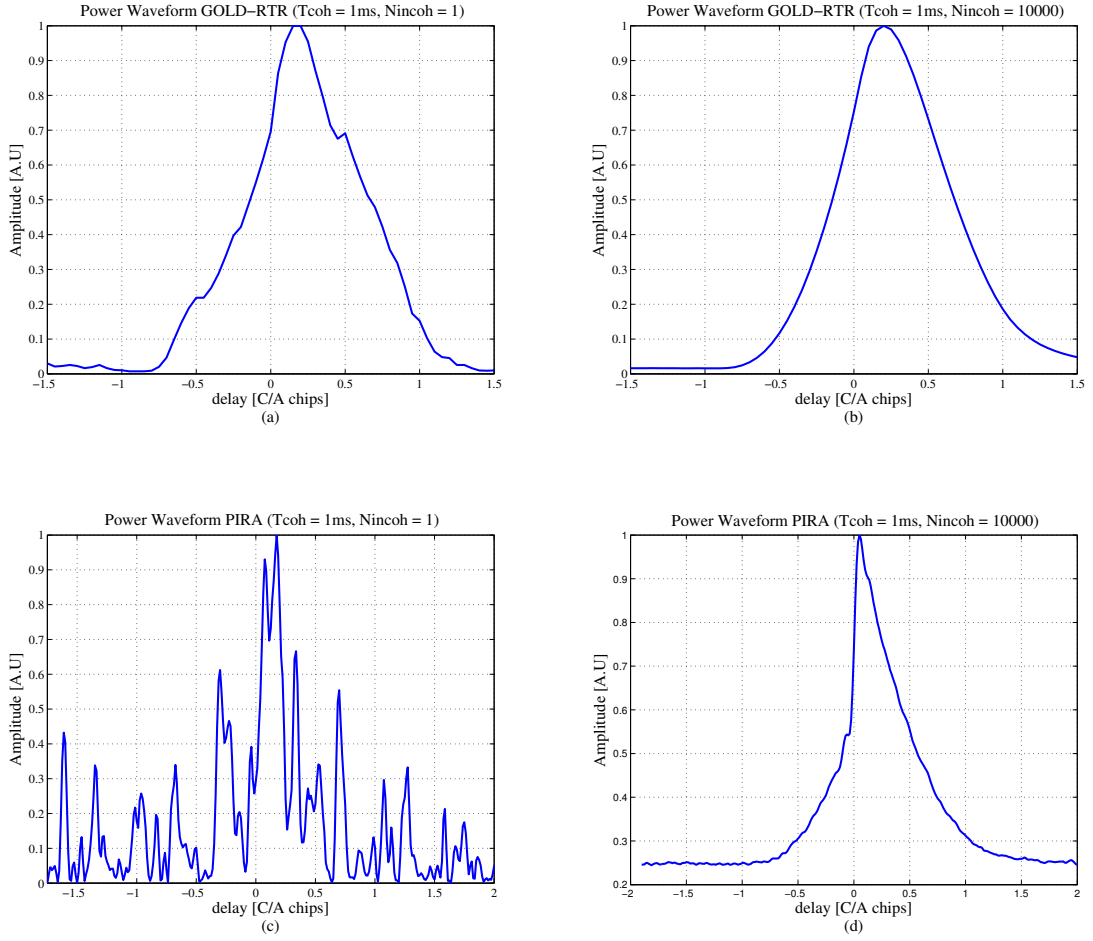 Power Waveform GOLD−RTR (Tcoh = 1ms, Nincoh = 1)
1
0.9
0.8
0.7
0.6
0.5
0.4
0.3
0.2
0.1
0
Amplitude [A.U]
−1.5 −1 −0.5 0 0.5 1 1.5
delay [C/A chips]
(a)
Power Waveform GOLD−RTR (Tcoh = 1ms, Nincoh = 10000)
1
0.9
0.8
0.7
0.6
0.5
0.4
0.3
0.2
0.1
0
Amplitude [A.U]
−1.5 −1 −0.5 0 0.5 1 1.5
delay [C/A chips]
(b)
Power Waveform PIRA (Tcoh = 1ms, Nincoh = 1)
1
0.9
0.8
0.7
0.6
0.5
0.4
0.3
0.2
0.1
0
Amplitude [A.U]
−1.5 −1 −0.5 0 0.5 1 1.5 2
delay [C/A chips]
(c)
Power Waveform PIRA (Tcoh = 1ms, Nincoh = 10000)
1
0.9
0.8
0.7
0.6
0.5
0.4
0.3
0.2
Amplitude [A.U]
−2 −1.5 −1 −0.5 0 0.5 1 1.5 2
delay [C/A chips]
(d)